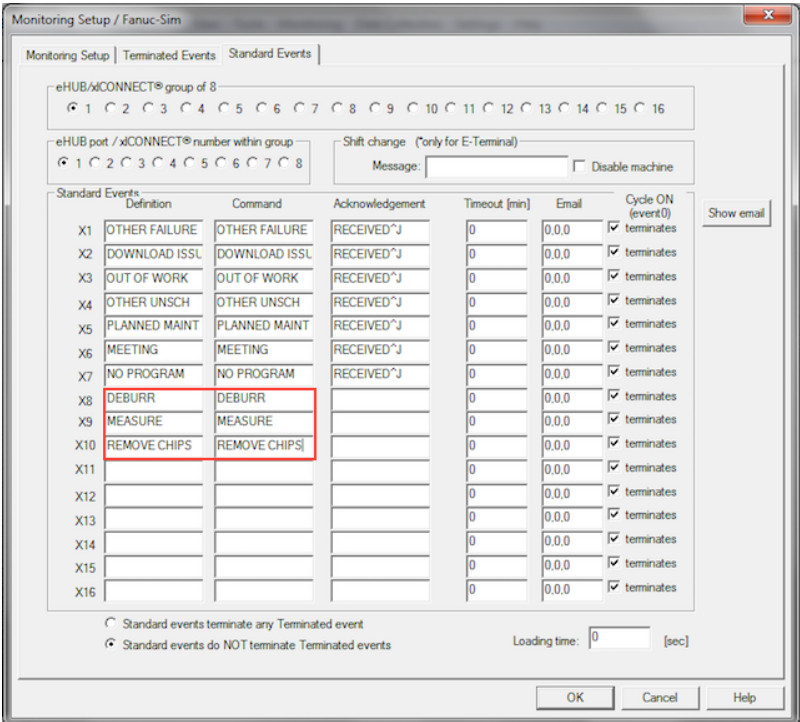 Monitoring Setup / Fanuc-Sim
Monitoring Setup Terminated Events Standard Events
eHUB/xlCONNECT® group of 8
1 2 3 4 5 6 7 8 9 10 11 12 13 14 15 16
eHUB port / xlCONNECT® number within group
1 2 3 4 5 6 7 8
Shift change (*only for E-Terminal)
Message: Disable machine
Standard Events
Definition Command Acknowledgement Timeout [min] Email Cycle ON (event0)
Show email
X1 OTHER FAILURE OTHER FAILURE RECEIVED^J 0 0,0,0 terminates
X2 DOWNLOAD ISSU DOWNLOAD ISSU RECEIVED^J 0 0,0,0 terminates
X3 OUT OF WORK OUT OF WORK RECEIVED^J 0 0,0,0 terminates
X4 OTHER UNSCH OTHER UNSCH RECEIVED^J 0 0,0,0 terminates
X5 PLANNED MAINT PLANNED MAINT RECEIVED^J 0 0,0,0 terminates
X6 MEETING MEETING RECEIVED^J 0 0,0,0 terminates
X7 NO PROGRAM NO PROGRAM RECEIVED^J 0 0,0,0 terminates
X8 DEBURR DEBURR 0 0,0,0 terminates
X9 MEASURE MEASURE 0 0,0,0 terminates
X10 REMOVE CHIPS REMOVE CHIPS 0 0,0,0 terminates
X11 0 0,0,0 terminates
X12 0 0,0,0 terminates
X13 0 0,0,0 terminates
X14 0 0,0,0 terminates
X15 0 0,0,0 terminates
X16 0 0,0,0 terminates
Standard events terminate any Terminated event
Standard events do NOT terminate Terminated events
Loading time: 0 [sec]
OK Cancel Help